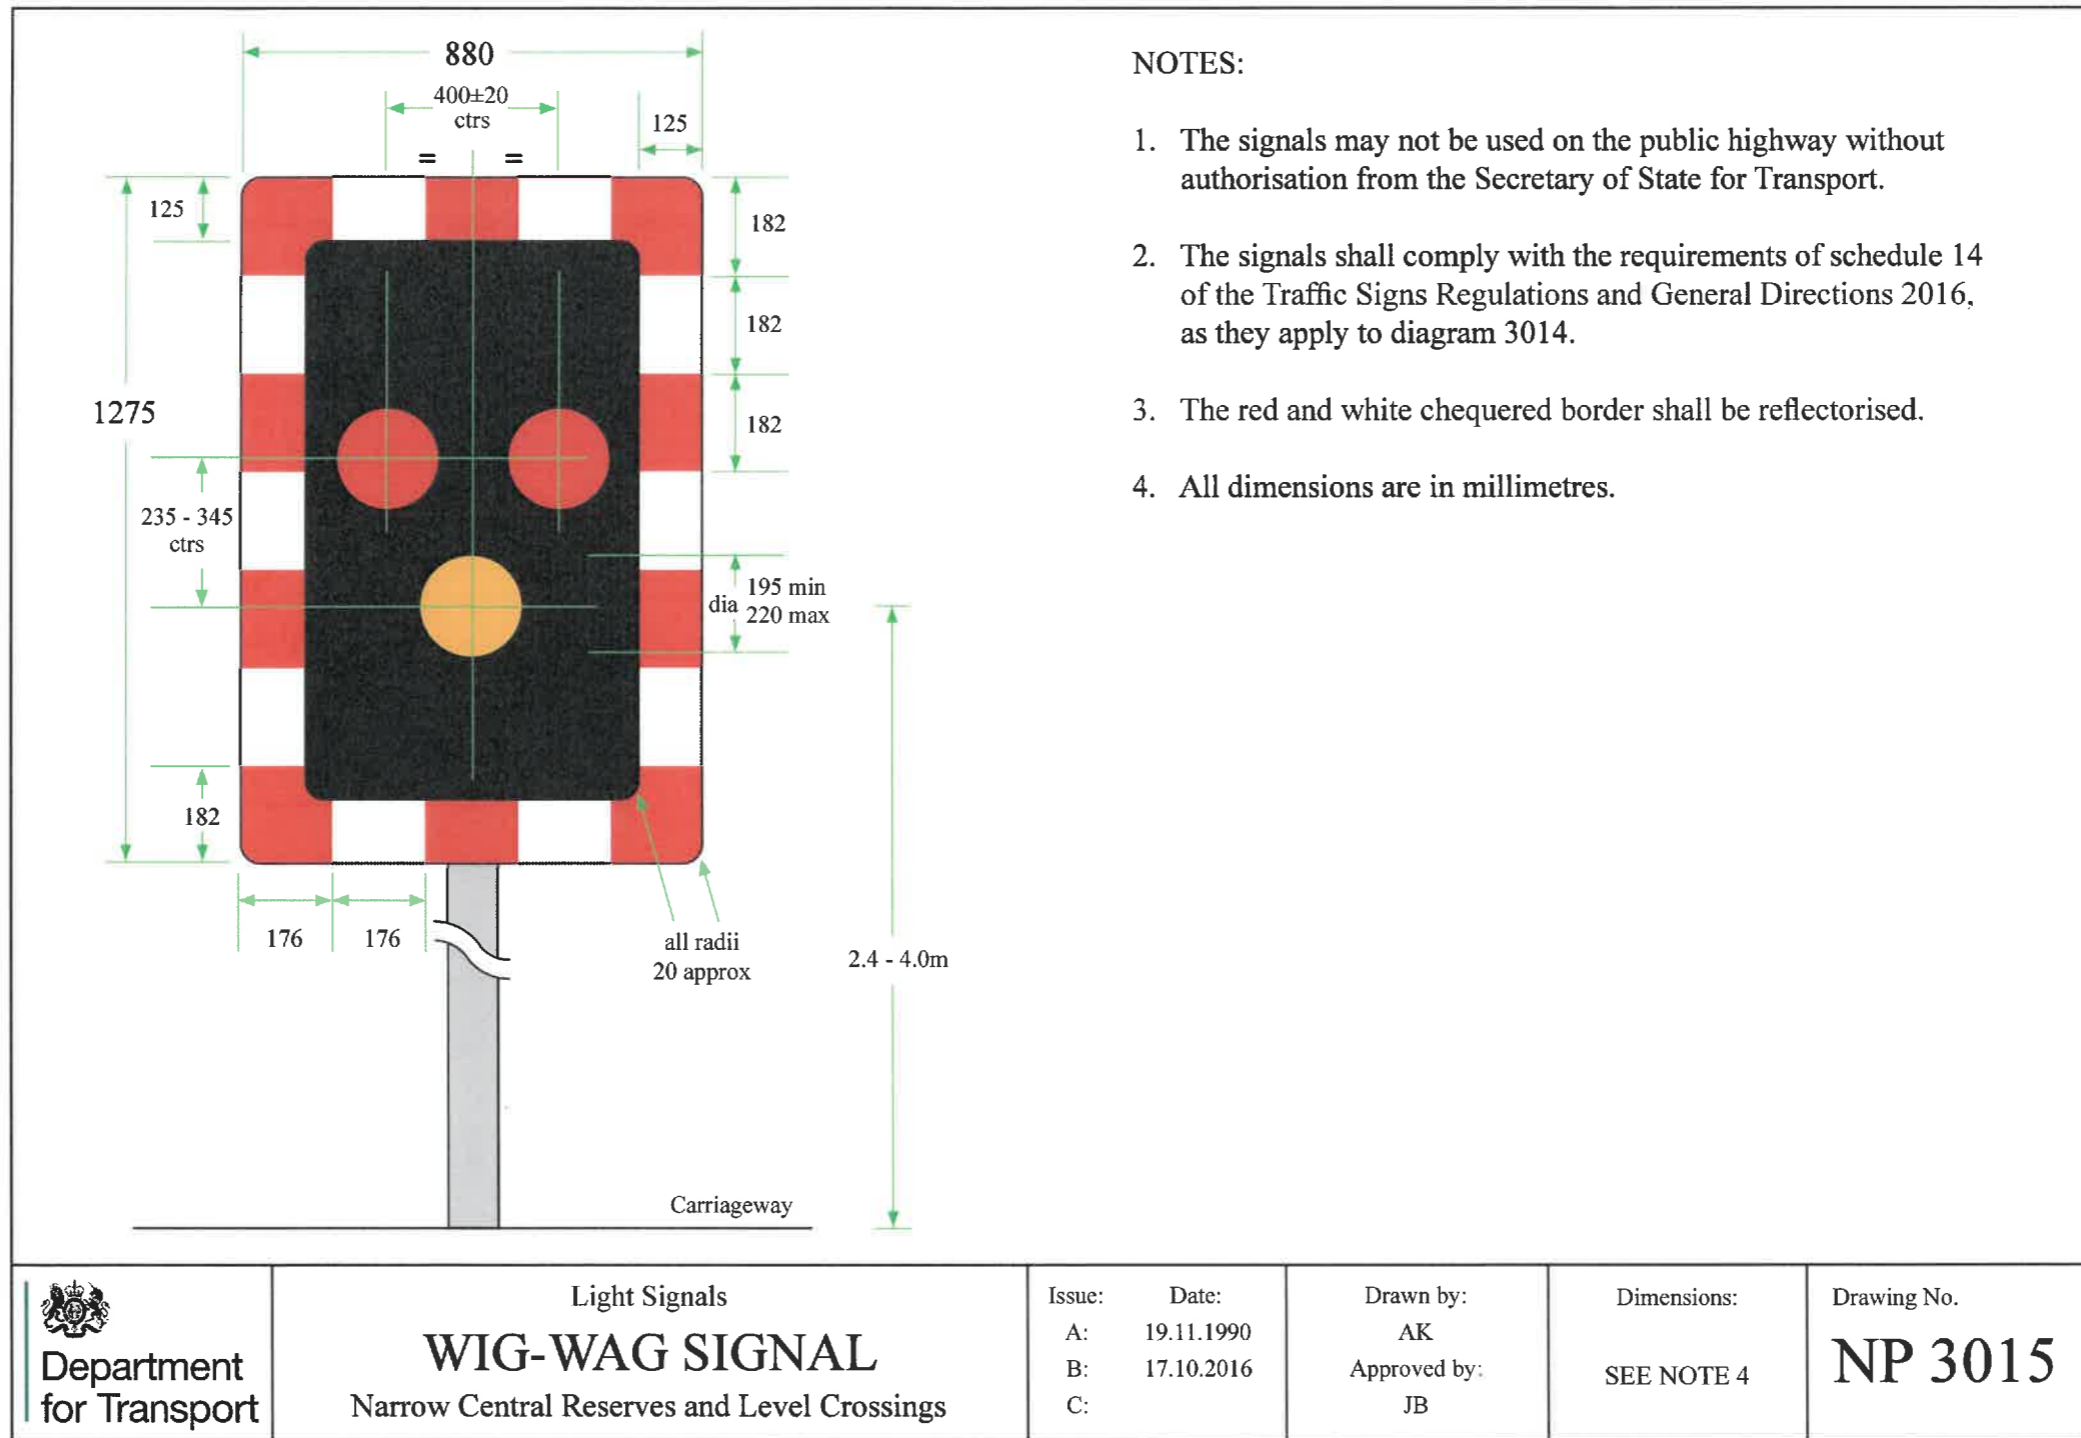 880
400±20
ctrs
125
= =
125
182
182
182
1275
235 - 345
ctrs
dia
195 min
220 max
182
176
176
all radii
20 approx
2.4 - 4.0m
Carriageway
NOTES:
1. The signals may not be used on the public highway without
authorisation from the Secretary of State for Transport.
2. The signals shall comply with the requirements of schedule 14
of the Traffic Signs Regulations and General Directions 2016,
as they apply to diagram 3014.
3. The red and white chequered border shall be reflectorised.
4. All dimensions are in millimetres.
Department
for Transport
Light Signals
WIG-WAG SIGNAL
Narrow Central Reserves and Level Crossings
Issue: Date:
A: 19.11.1990
B: 17.10.2016
C:
Drawn by:
AK
Approved by:
JB
Dimensions:
SEE NOTE 4
Drawing No.
NP 3015